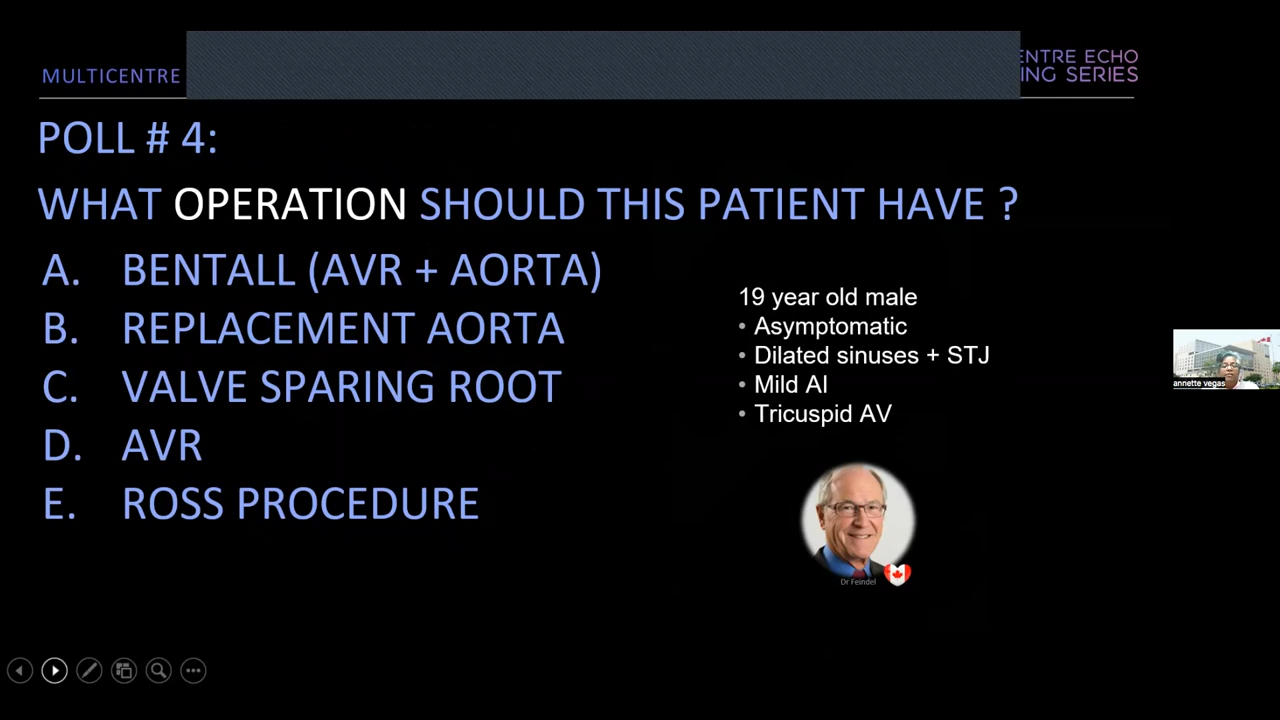 MULTICENTRE
ENTRE ECHO
ING SERIES
POLL # 4:
WHAT OPERATION SHOULD THIS PATIENT HAVE ?
A. BENTALL (AVR + AORTA)
B. REPLACEMENT AORTA
C. VALVE SPARING ROOT
D. AVR
E. ROSS PROCEDURE
19 year old male
• Asymptomatic
• Dilated sinuses + STJ
• Mild AI
• Tricuspid AV
Dr Feindel
annette vegas